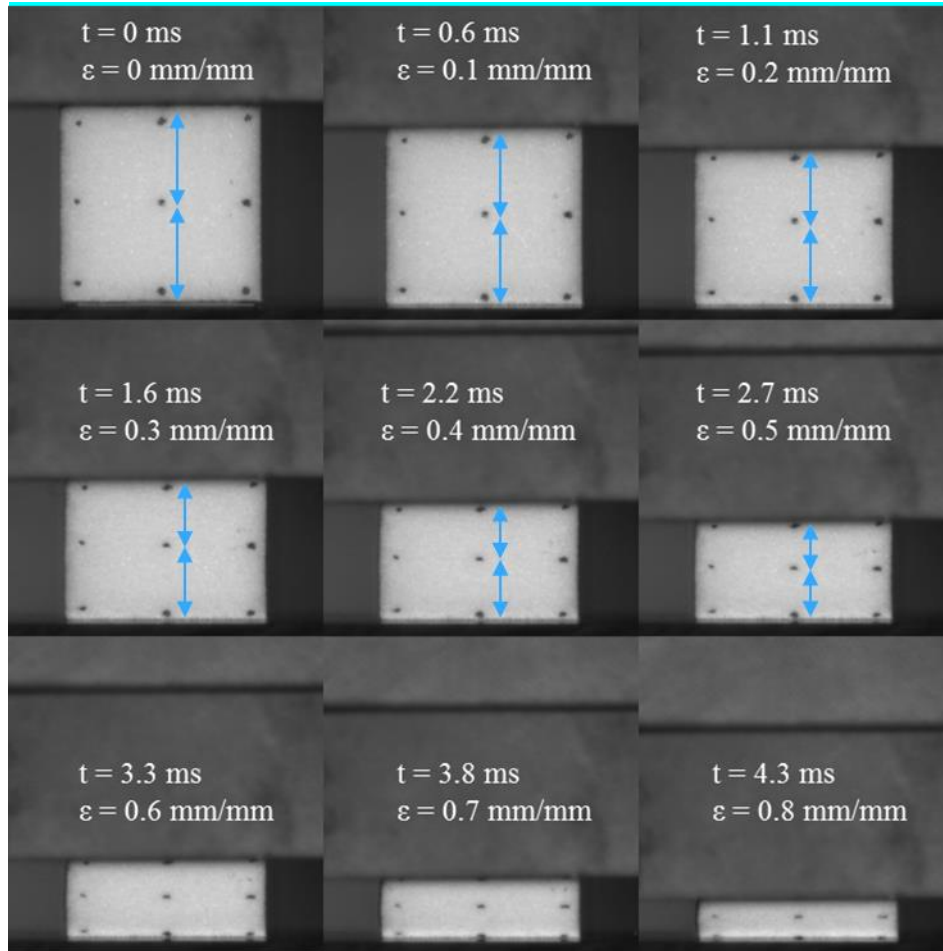 t = 0 ms
ε = 0 mm/mm
t = 0.6 ms
ε = 0.1 mm/mm
t = 1.1 ms
ε = 0.2 mm/mm
t = 1.6 ms
ε = 0.3 mm/mm
t = 2.2 ms
ε = 0.4 mm/mm
t = 2.7 ms
ε = 0.5 mm/mm
t = 3.3 ms
ε = 0.6 mm/mm
t = 3.8 ms
ε = 0.7 mm/mm
t = 4.3 ms
ε = 0.8 mm/mm